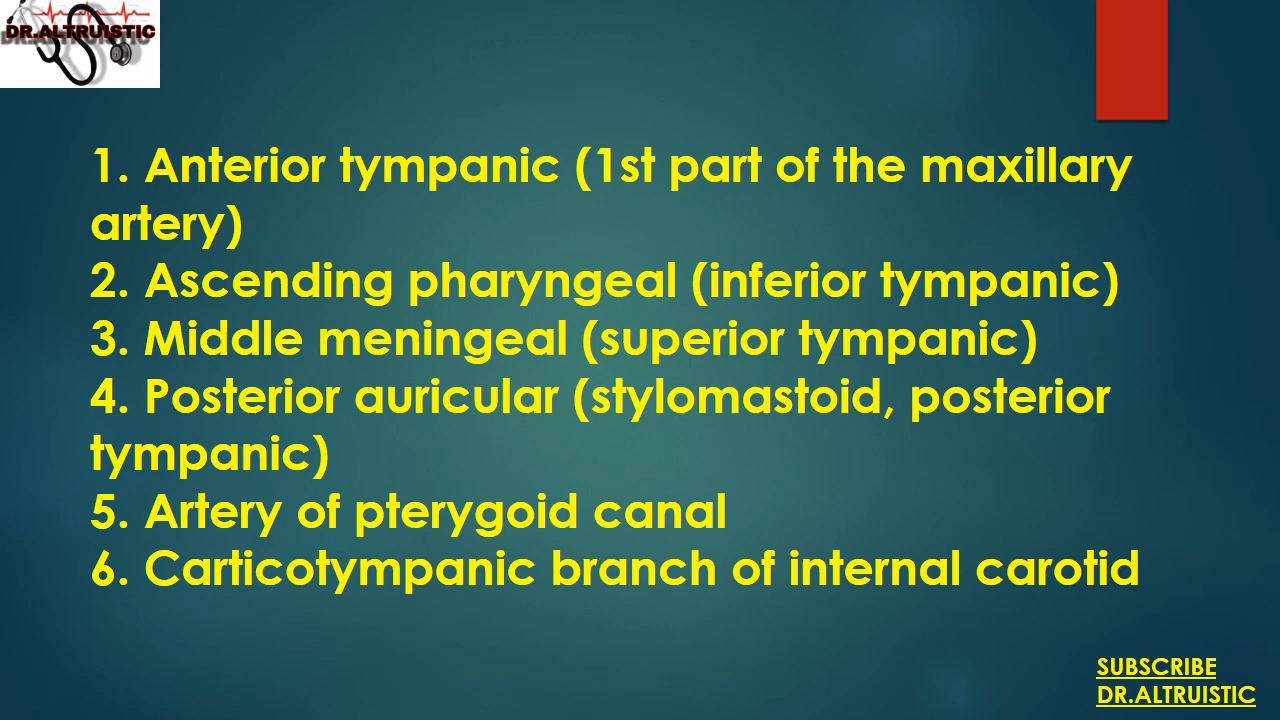 DR.ALTRUISTIC
1. Anterior tympanic (1st part of the maxillary
artery)
2. Ascending pharyngeal (inferior tympanic)
3. Middle meningeal (superior tympanic)
4. Posterior auricular (stylomastoid, posterior
tympanic)
5. Artery of pterygoid canal
6. Carticotympanic branch of internal carotid
SUBSCRIBE
DR.ALTRUISTIC